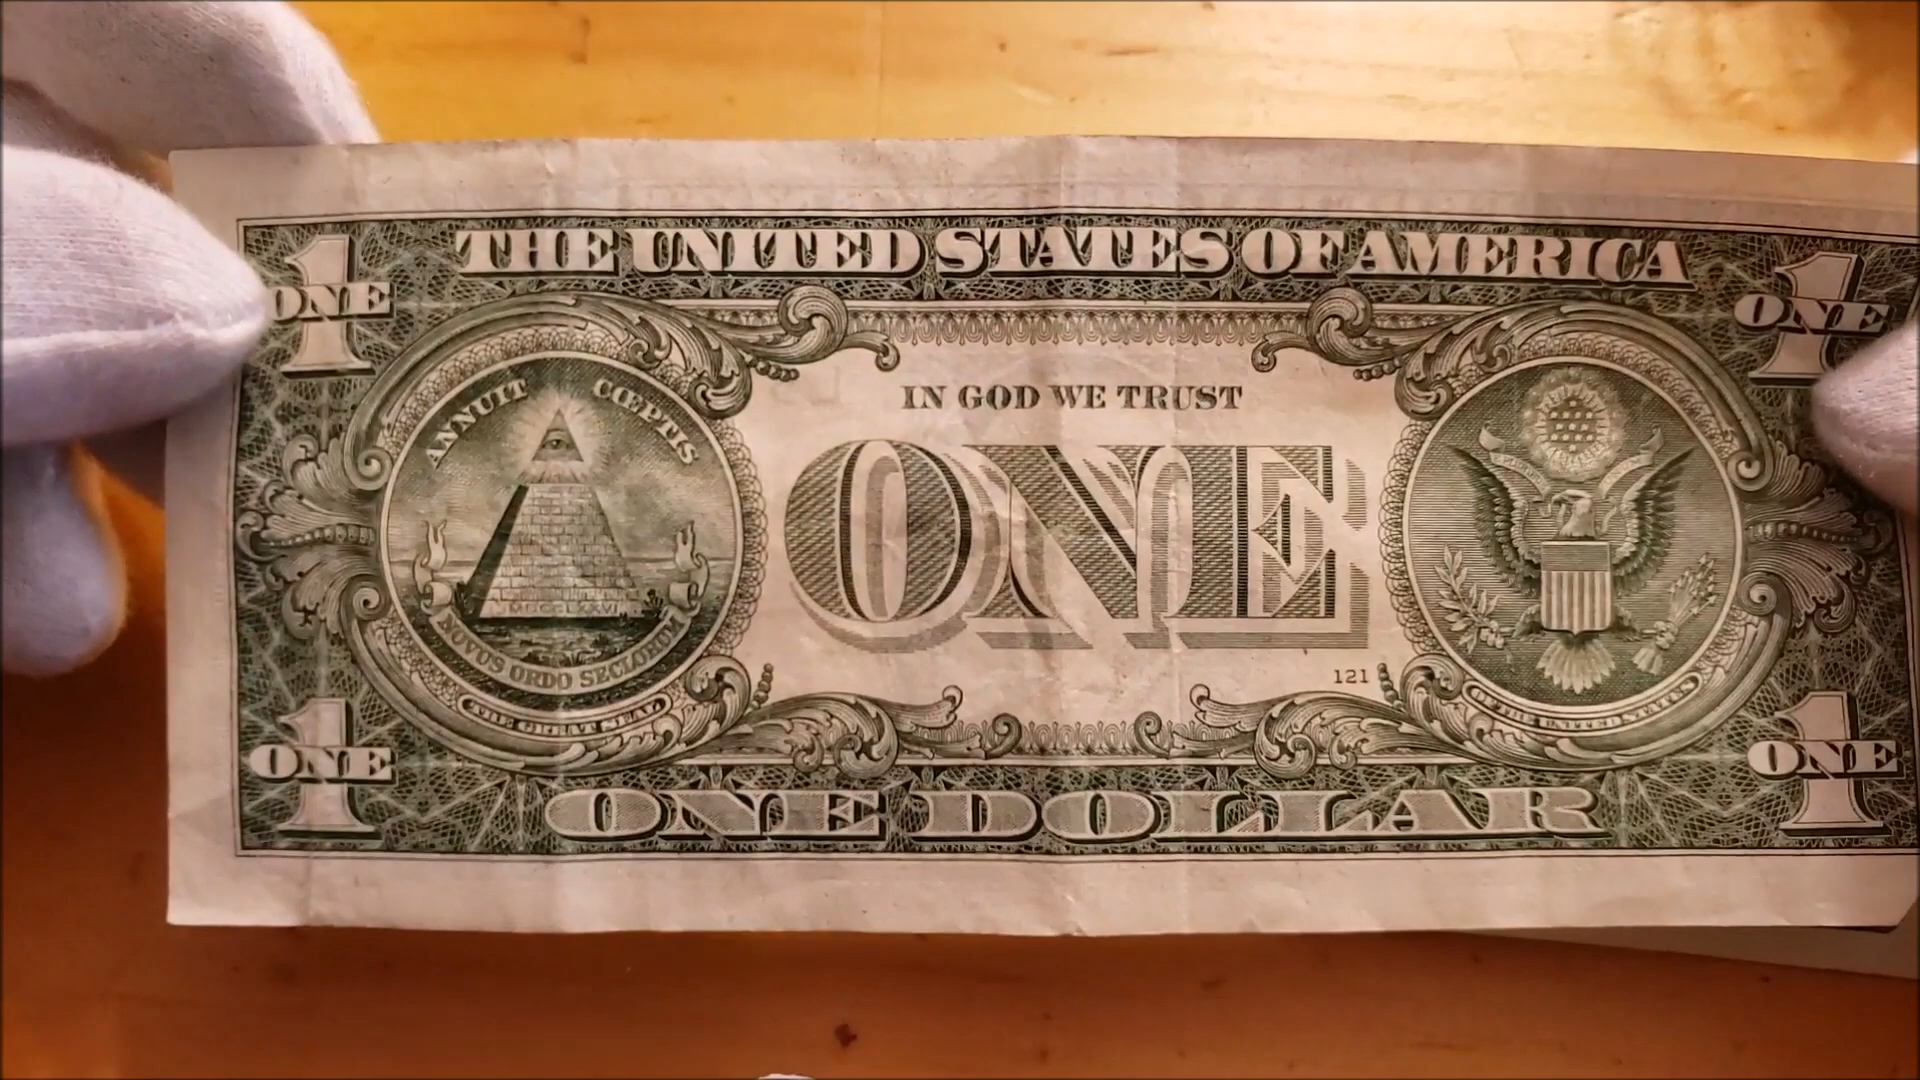 THE UNITED STATES OF AMERICA
1
ONE
1
ONE
ANNUIT CŒPTIS
IN GOD WE TRUST
ONE
MDCCLXXVI
NOVUS ORDO SECLORUM
THE GREAT SEAL
121
OF THE UNITED STATES
1
ONE
1
ONE
ONE DOLLAR